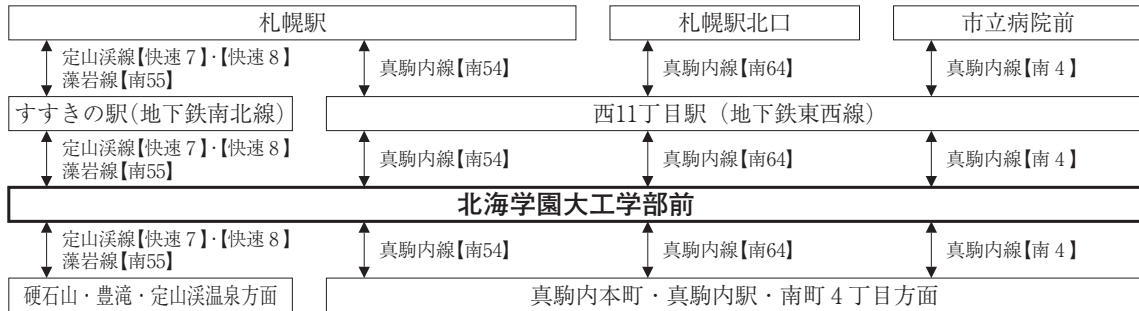 札幌駅
札幌駅北口
市立病院前
定山渓線【快速7】・【快速8】
藻岩線【南55】
真駒内線【南54】
真駒内線【南64】
真駒内線【南4】
すすきの駅(地下鉄南北線)
西11丁目駅（地下鉄東西線）
定山渓線【快速7】・【快速8】
藻岩線【南55】
真駒内線【南54】
真駒内線【南64】
真駒内線【南4】
北海学園大工学部前
定山渓線【快速7】・【快速8】
藻岩線【南55】
真駒内線【南54】
真駒内線【南64】
真駒内線【南4】
硬石山・豊滝・定山渓温泉方面
真駒内本町・真駒内駅・南町4丁目方面